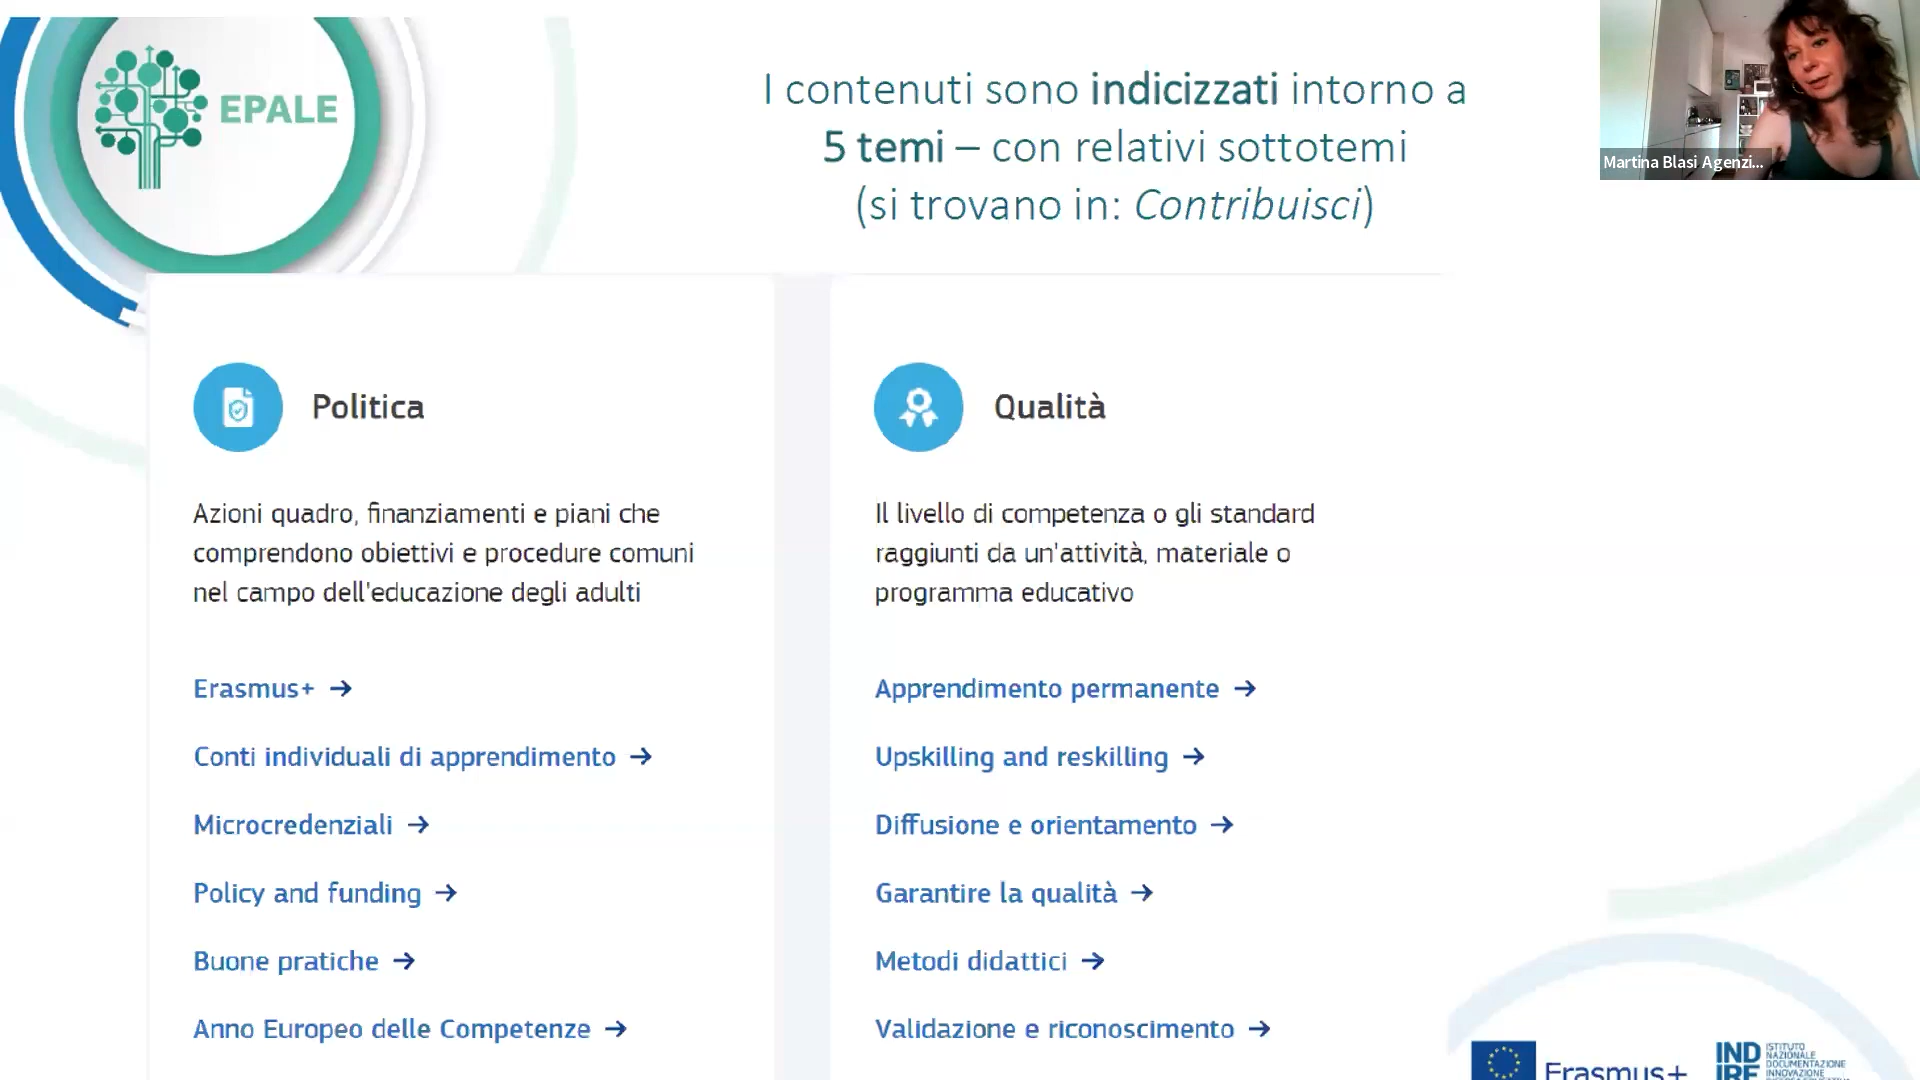 EPALE
I contenuti sono indicizzati intorno a
5 temi – con relativi sottotemi
(si trovano in: Contribuisci)
Martina Blasi Agenzi...
Politica
Azioni quadro, finanziamenti e piani che
comprendono obiettivi e procedure comuni
nel campo dell'educazione degli adulti
Erasmus+ →
Conti individuali di apprendimento →
Microcredenziali →
Policy and funding →
Buone pratiche →
Anno Europeo delle Competenze →
Qualità
Il livello di competenza o gli standard
raggiunti da un'attività, materiale o
programma educativo
Apprendimento permanente →
Upskilling and reskilling →
Diffusione e orientamento →
Garantire la qualità →
Metodi didattici →
Validazione e riconoscimento →
Erasmus+
INDIRE
ISTITUTO
NAZIONALE
DOCUMENTAZIONE
INNOVAZIONE